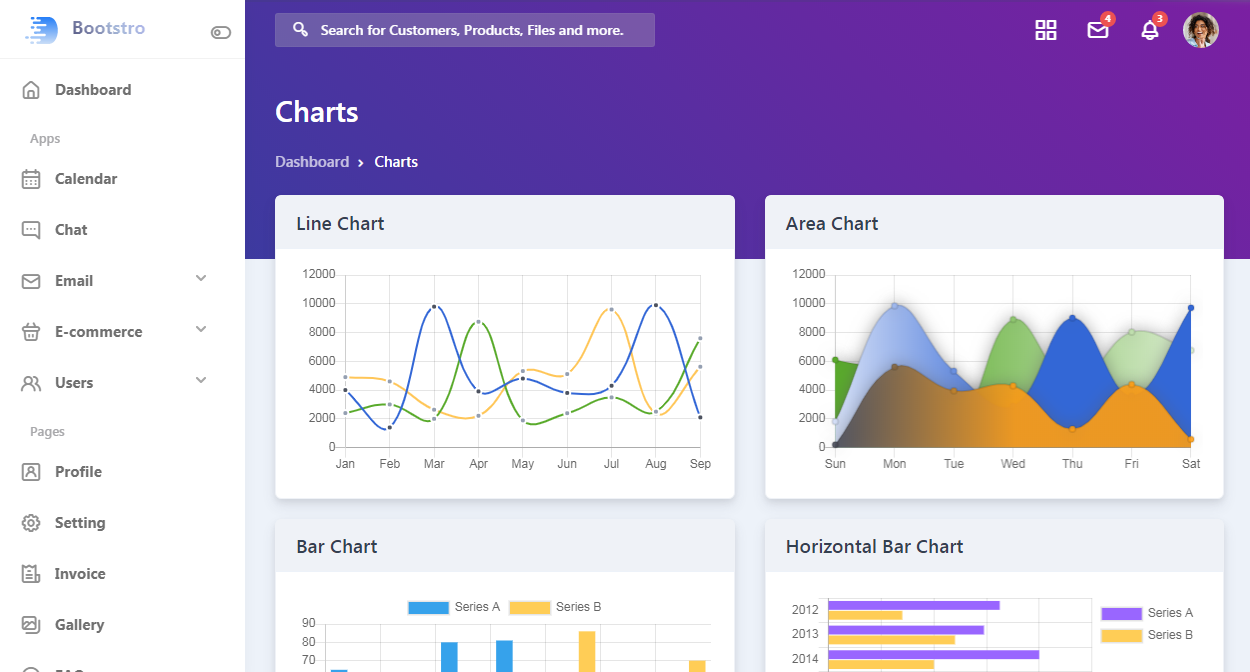 Bootstro
Search for Customers, Products, Files and more.
4
3
Dashboard
Apps
Calendar
Chat
Email
E-commerce
Users
Pages
Profile
Setting
Invoice
Gallery
Charts
Dashboard > Charts
Line Chart
12000
10000
8000
6000
4000
2000
0
Jan Feb Mar Apr May Jun Jul Aug Sep
Area Chart
12000
10000
8000
6000
4000
2000
0
Sun Mon Tue Wed Thu Fri Sat
Bar Chart
Series A Series B
90
80
70
Horizontal Bar Chart
2012
2013
2014
Series A
Series B